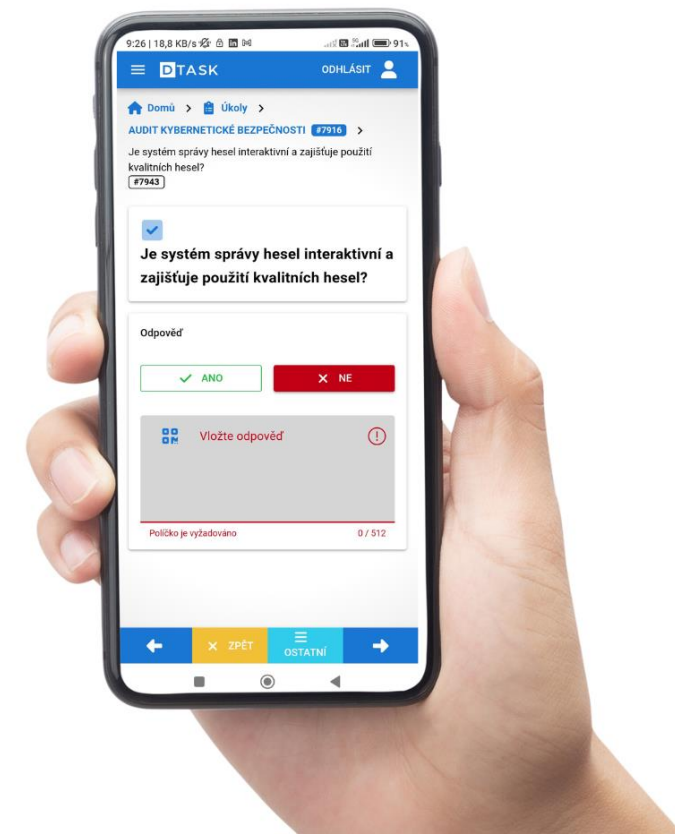 9:26 | 18,8 KB/s
91%
DTASK
ODHLÁSIT
Domů > Úkoly >
AUDIT KYBERNETICKÉ BEZPEČNOSTI #7916 >
Je systém správy hesel interaktivní a zajišťuje použití
kvalitních hesel?
#7943
Je systém správy hesel interaktivní a
zajišťuje použití kvalitních hesel?
Odpověď
ANO
NE
Vložte odpověď
Políčko je vyžadováno
0 / 512
ZPĚT
OSTATNÍ